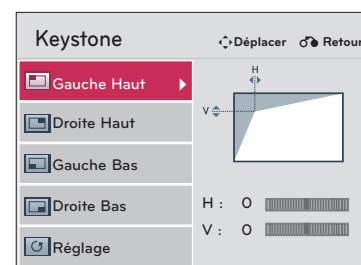 Keystone
Déplacer Retour
Gauche Haut
Droite Haut
Gauche Bas
Droite Bas
Réglage
H
V
H : 0
V : 0